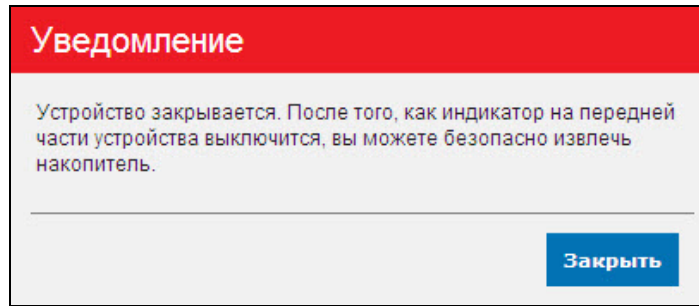 Уведомление
Устройство закрывается. После того, как индикатор на передней
части устройства выключится, вы можете безопасно извлечь
накопитель.
Закрыть